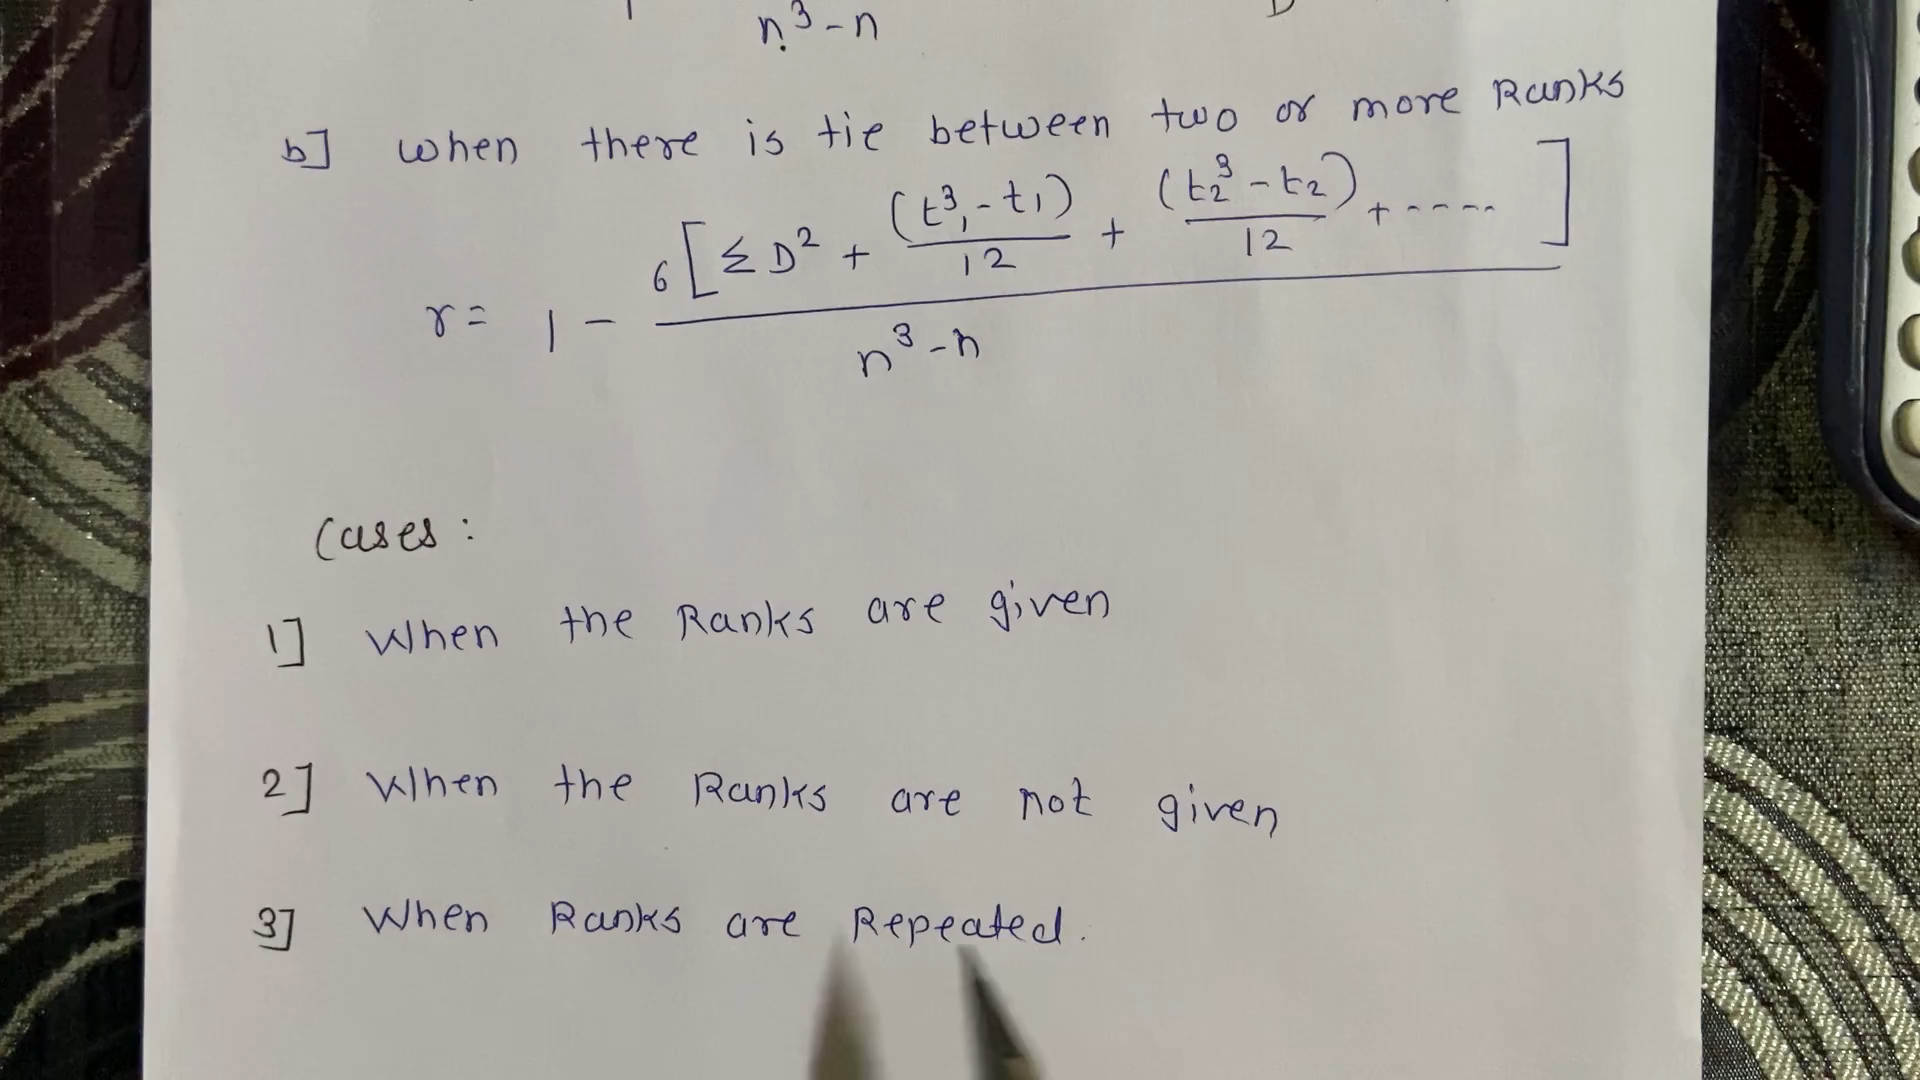 n³-n
b] when there is tie between two or more Ranks
r = 1 - 6[ΣD² + (t³₁-t₁)/12 + (t₂³-t₂)/12 + -----] / n³-n
Cases :
1] When the Ranks are given
2] When the Ranks are not given
3] When Ranks are Repeated.